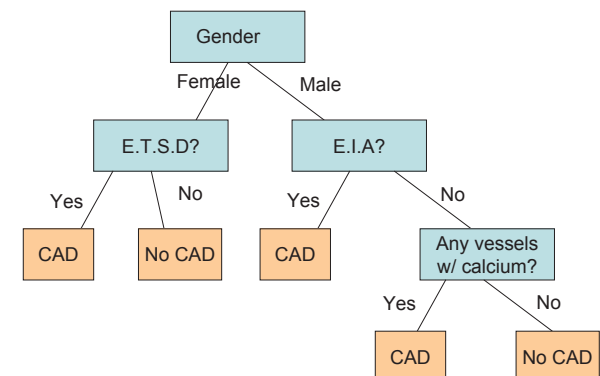 Gender
Female
Male
E.T.S.D?
E.I.A?
Yes
No
Yes
No
CAD
No CAD
CAD
Any vessels
w/ calcium?
Yes
No
CAD
No CAD